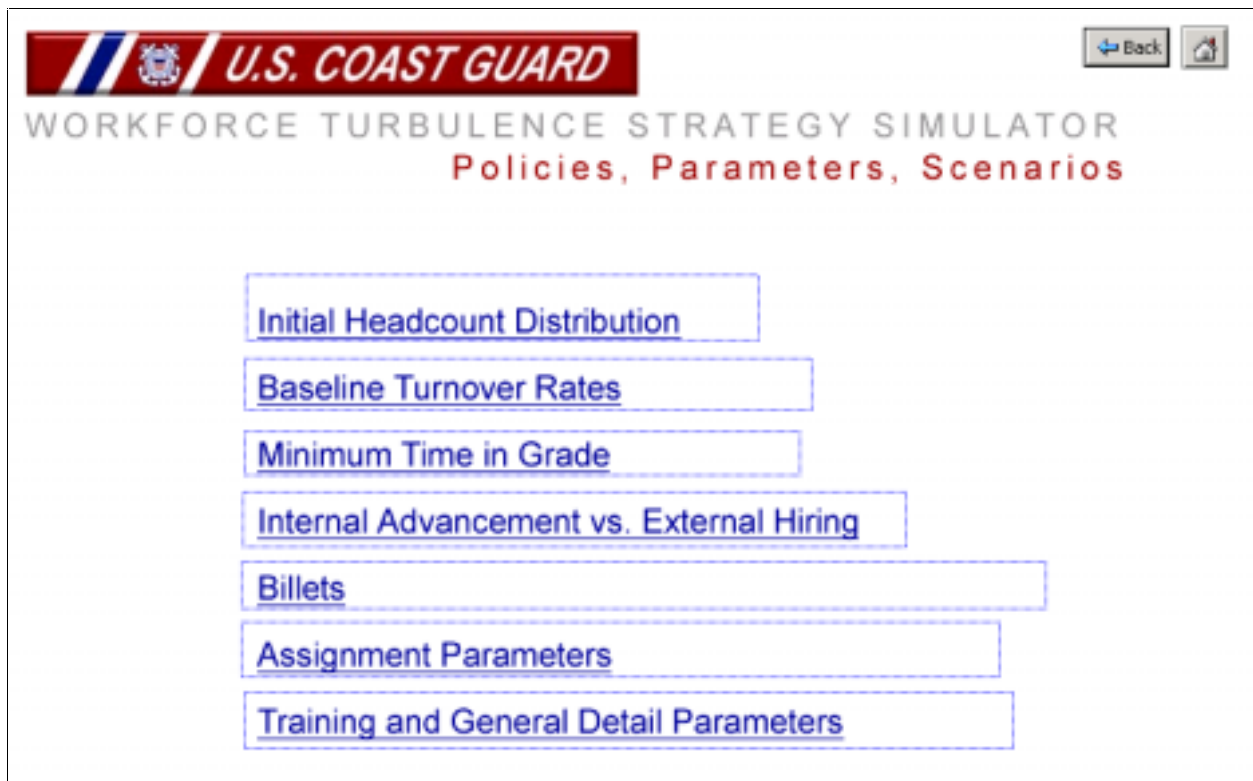 U.S. COAST GUARD
Back
WORKFORCE TURBULENCE STRATEGY SIMULATOR
Policies, Parameters, Scenarios
Initial Headcount Distribution
Baseline Turnover Rates
Minimum Time in Grade
Internal Advancement vs. External Hiring
Billets
Assignment Parameters
Training and General Detail Parameters